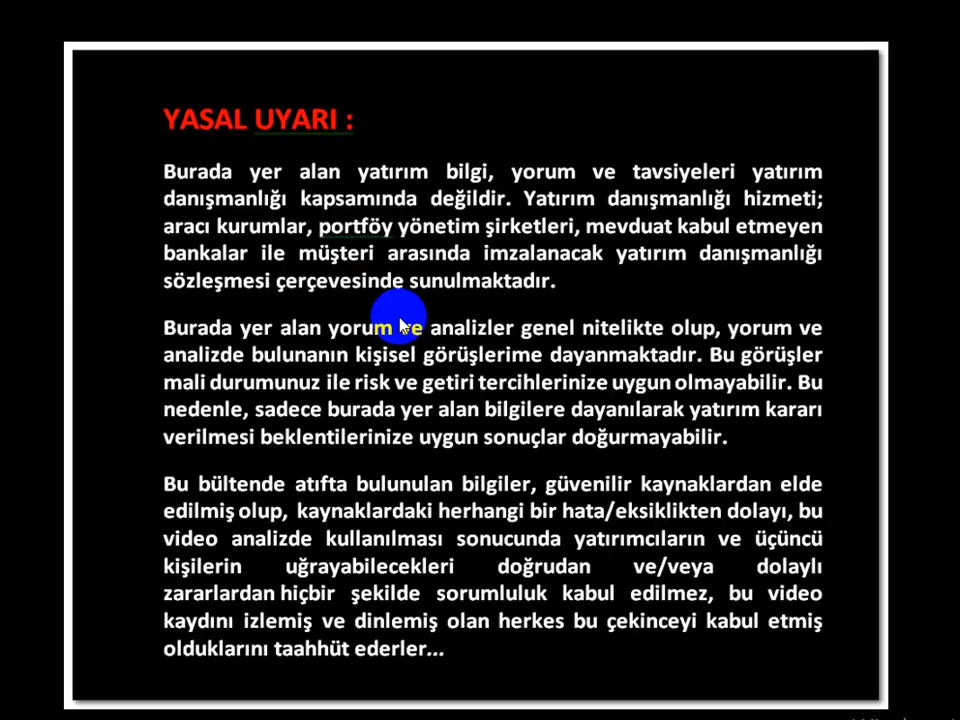 YASAL UYARI :
Burada yer alan yatırım bilgi, yorum ve tavsiyeleri yatırım
danışmanlığı kapsamında değildir. Yatırım danışmanlığı hizmeti;
aracı kurumlar, portföy yönetim şirketleri, mevduat kabul etmeyen
bankalar ile müşteri arasında imzalanacak yatırım danışmanlığı
sözleşmesi çerçevesinde sunulmaktadır.
Burada yer alan yorum ve analizler genel nitelikte olup, yorum ve
analizde bulunanın kişisel görüşlerime dayanmaktadır. Bu görüşler
mali durumunuz ile risk ve getiri tercihlerinize uygun olmayabilir. Bu
nedenle, sadece burada yer alan bilgilere dayanılarak yatırım kararı
verilmesi beklentilerinize uygun sonuçlar doğurmayabilir.
Bu bültende atıfta bulunulan bilgiler, güvenilir kaynaklardan elde
edilmiş olup, kaynaklardaki herhangi bir hata/eksiklikten dolayı, bu
video analizde kullanılması sonucunda yatırımcıların ve üçüncü
kişilerin uğrayabilecekleri doğrudan ve/veya dolaylı
zararlardan hiçbir şekilde sorumluluk kabul edilmez, bu video
kaydını izlemiş ve dinlemiş olan herkes bu çekinceyi kabul etmiş
olduklarını taahhüt ederler...